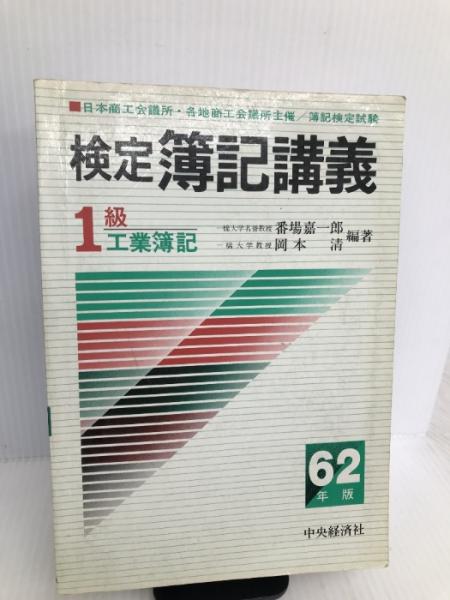 ■日本商工会議所・各地商工会議所主催/簿記検定試験
検定簿記講義
1級
工業簿記
一橋大学名誉教授 番場嘉一郎
一橋大学教授 岡本 清
編著
62
年版
中央経済社